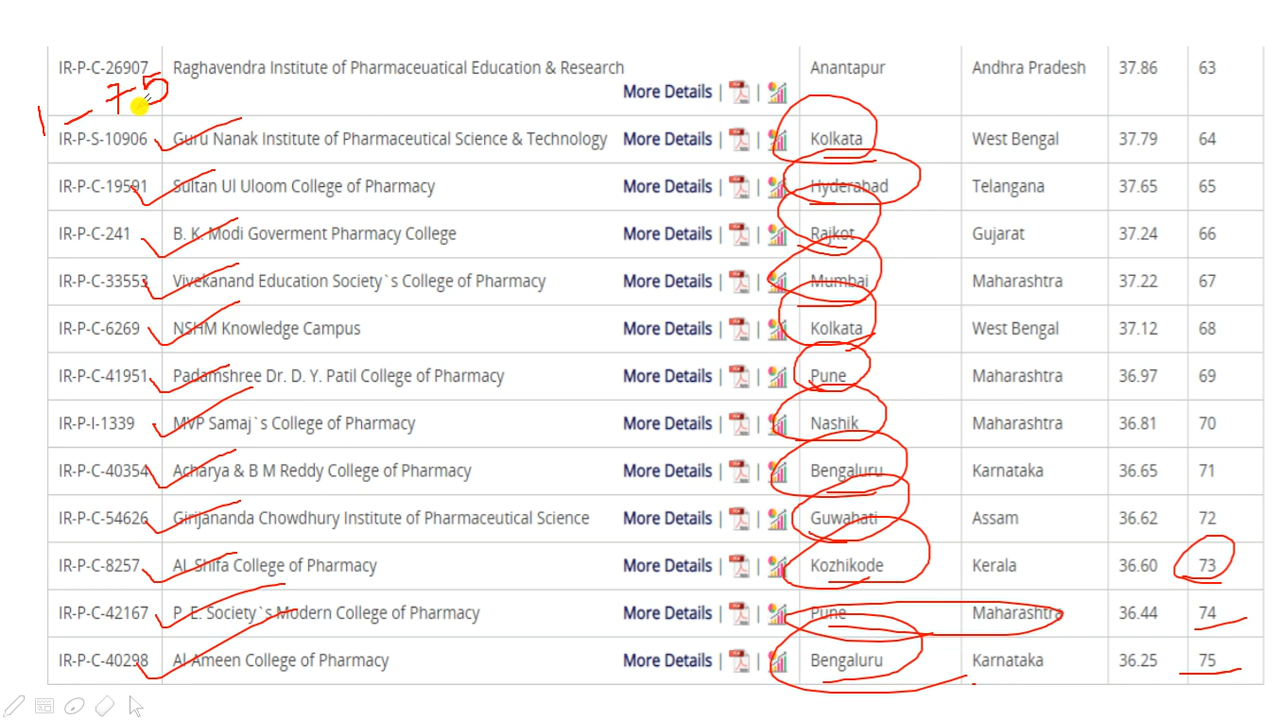 IR-P-C-26907 Raghavendra Institute of Pharmaceuatical Education & Research Anantapur Andhra Pradesh 37.86 63
More Details |  |
1 - 75
IR-P-S-10906 Guru Nanak Institute of Pharmaceutical Science & Technology More Details |  | Kolkata West Bengal 37.79 64
IR-P-C-19591 Sultan Ul Uloom College of Pharmacy More Details |  | Hyderabad Telangana 37.65 65
IR-P-C-241 B. K. Modi Goverment Pharmacy College More Details |  | Rajkot Gujarat 37.24 66
IR-P-C-33553 Vivekanand Education Society`s College of Pharmacy More Details |  | Mumbai Maharashtra 37.22 67
IR-P-C-6269 NSHM Knowledge Campus More Details |  | Kolkata West Bengal 37.12 68
IR-P-C-41951 Padamshree Dr. D. Y. Patil College of Pharmacy More Details |  | Pune Maharashtra 36.97 69
IR-P-I-1339 MVP Samaj`s College of Pharmacy More Details |  | Nashik Maharashtra 36.81 70
IR-P-C-40354 Acharya & B M Reddy College of Pharmacy More Details |  | Bengaluru Karnataka 36.65 71
IR-P-C-54626 Girijananda Chowdhury Institute of Pharmaceutical Science More Details |  | Guwahati Assam 36.62 72
IR-P-C-8257 AL Shifa College of Pharmacy More Details |  | Kozhikode Kerala 36.60 73
IR-P-C-42167 P. E. Society`s Modern College of Pharmacy More Details |  | Pune Maharashtra 36.44 74
IR-P-C-40298 Al-Ameen College of Pharmacy More Details |  | Bengaluru Karnataka 36.25 75